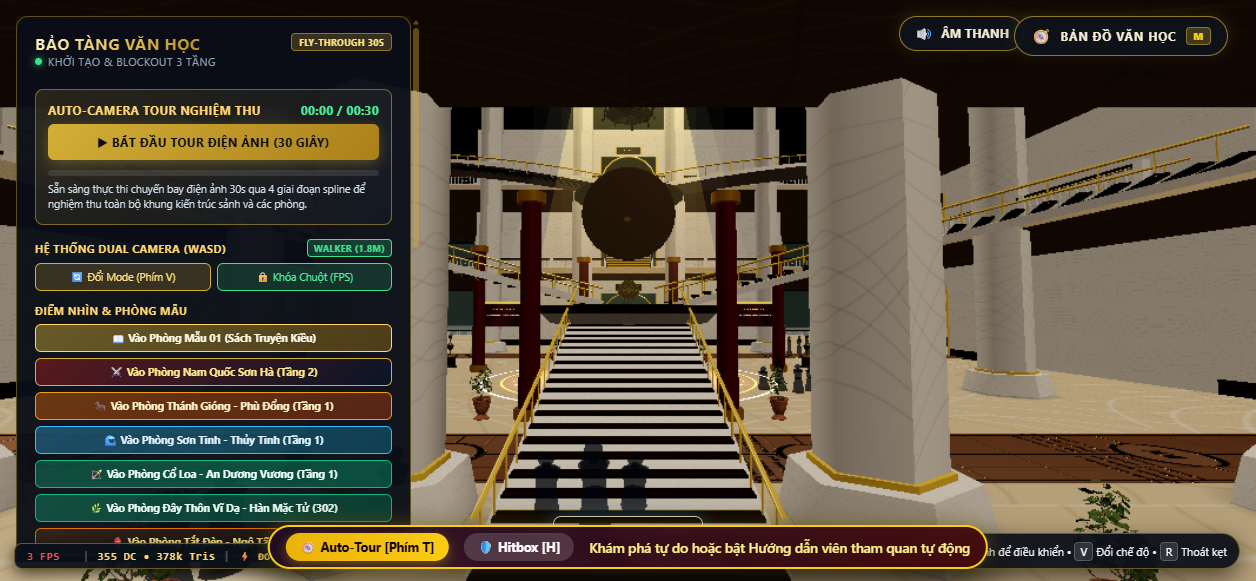 BẢO TÀNG VĂN HỌC
FLY-THROUGH 30S
KHỞI TẠO & BLOCKOUT 3 TẦNG
AUTO-CAMERA TOUR NGHIỆM THU
00:00 / 00:30
▶ BẮT ĐẦU TOUR ĐIỆN ẢNH (30 GIÂY)
Sẵn sàng thực thi chuyến bay điện ảnh 30s qua 4 giai đoạn spline để
nghiệm thu toàn bộ khung kiến trúc sảnh và các phòng.
HỆ THỐNG DUAL CAMERA (WASD)
WALKER (1.8M)
Đổi Mode (Phím V)
Khóa Chuột (FPS)
ĐIỂM NHÌN & PHÒNG MẪU
Vào Phòng Mẫu 01 (Sách Truyện Kiều)
Vào Phòng Nam Quốc Sơn Hà (Tầng 2)
Vào Phòng Thánh Gióng - Phù Đổng (Tầng 1)
Vào Phòng Sơn Tinh - Thủy Tinh (Tầng 1)
Vào Phòng Cổ Loa - An Dương Vương (Tầng 1)
Vào Phòng Đây Thôn Vĩ Dạ - Hàn Mặc Tử (302)
Vào Phòng Tắt Đèn - Ngô
3 FPS | 355 DC • 378k Tris |
ÂM THANH
BẢN ĐỒ VĂN HỌC M
Auto-Tour [Phím T]
Hitbox [H]
Khám phá tự do hoặc bật Hướng dẫn viên tham quan tự động
để điều khiển • V Đổi chế độ • R Thoát kẹt